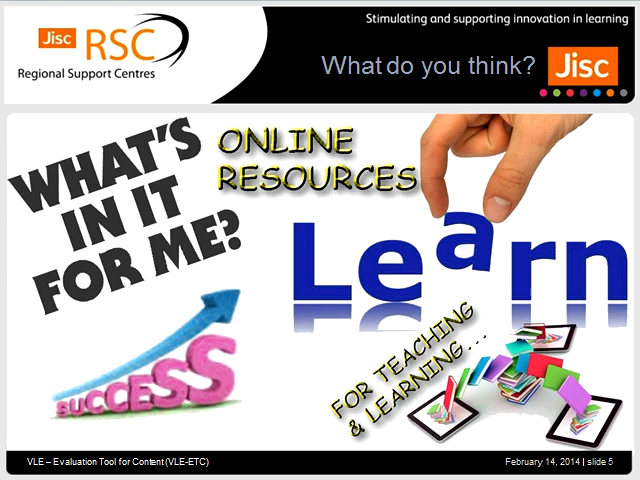 Stimulating and supporting innovation in learning
Jisc RSC
Regional Support Centres
What do you think?
Jisc
WHAT'S
IN IT
FOR ME?
ONLINE
RESOURCES
Learn
SUCCESS
FOR TEACHING
& LEARNING...
VLE – Evaluation Tool for Content (VLE-ETC)
February 14, 2014 | slide 5